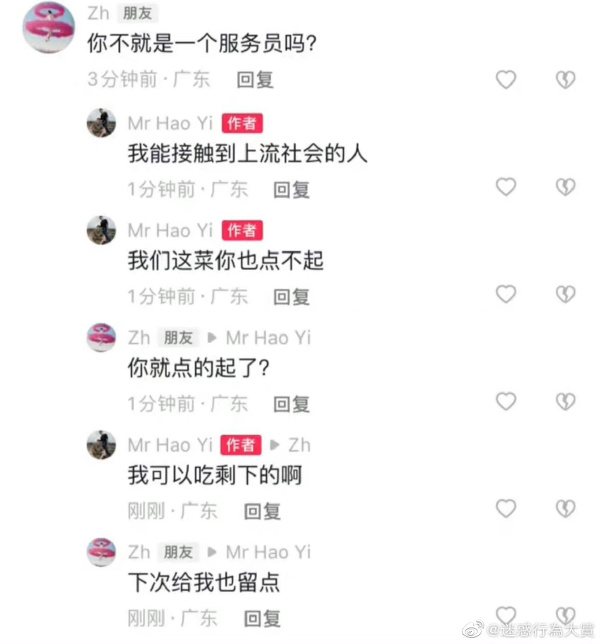 Zh 朋友
你不就是一个服务员吗?
3分钟前·广东 回复
Mr Hao Yi 作者
我能接触到上流社会的人
1分钟前·广东 回复
Mr Hao Yi 作者
我们这菜你也点不起
1分钟前·广东 回复
Zh 朋友 ▶ Mr Hao Yi
你就点的起了?
1分钟前·广东 回复
Mr Hao Yi 作者 ▶ Zh
我可以吃剩下的啊
刚刚·广东 回复
Zh 朋友 ▶ Mr Hao Yi
下次给我也留点
刚刚·广东 回复
@迷惑行為大賞